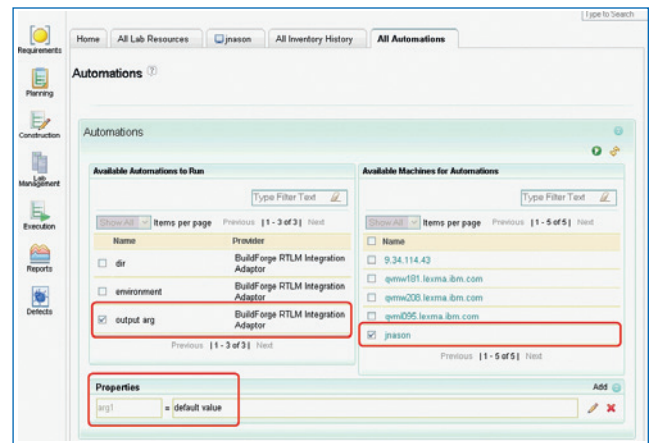 Type to Search
Requirements
Planning
Construction
Lab Management
Execution
Reports
Defects
Home
All Lab Resources
jnason
All Inventory History
All Automations
Automations ?
Automations
Available Automations to Run
Type Filter Text
Show All Items per page Previous | 1 - 3 of 3 | Next
Name Provider
dir BuildForge RTLM Integration Adaptor
environment BuildForge RTLM Integration Adaptor
output arg BuildForge RTLM Integration Adaptor
Previous | 1 - 3 of 3 | Next
Available Machines for Automations
Type Filter Text
Show All Items per page Previous | 1 - 5 of 5 | Next
Name
9.34.114.43
qvmw181.lexma.ibm.com
qvmw208.lexma.ibm.com
qvml095.lexma.ibm.com
jnason
Previous | 1 - 5 of 5 | Next
Properties
Add
arg1 = default value